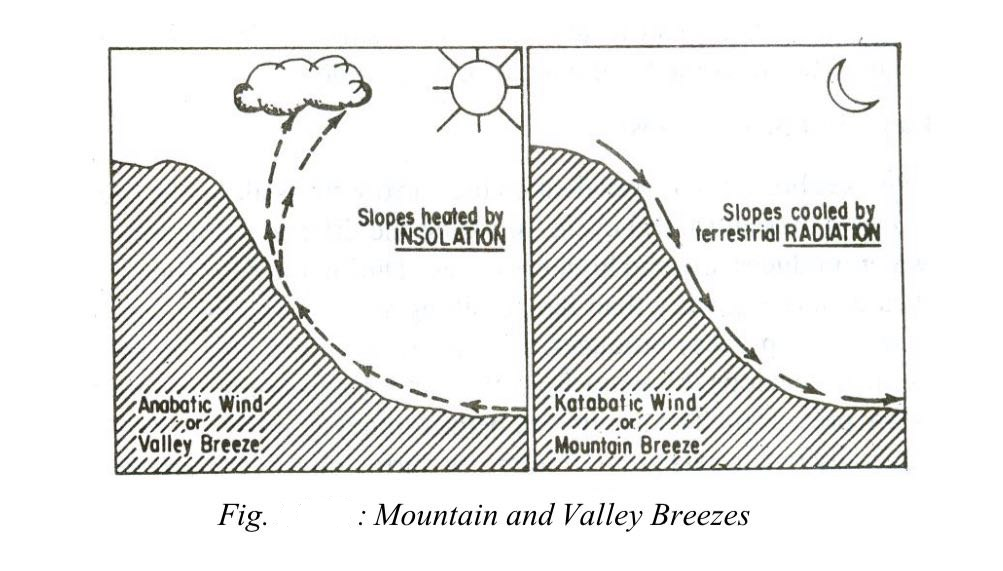 Slopes heated by
INSOLATION
Anabatic Wind
or
Valley Breeze
Slopes cooled by
terrestrial RADIATION
Katabatic Wind
or
Mountain Breeze
Fig. : Mountain and Valley Breezes